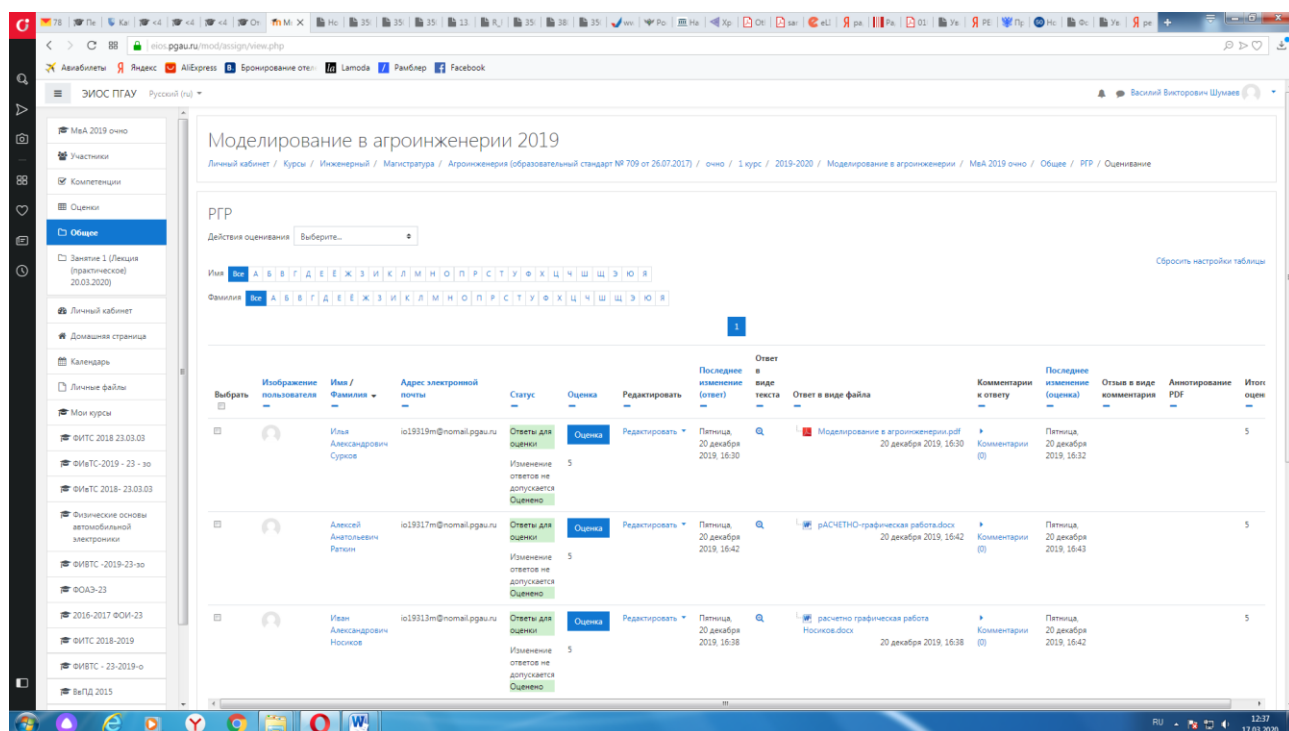 eios.pgau.ru/mod/assign/view.php
Авиабилеты Яндекс AliExpress Бронирование отел Lamoda Рамблер Facebook
ЭИОС ПГАУ Русский (ru)
Василий Викторович Шумаев
МвА 2019 очно
Участники
Компетенции
Оценки
Общее
Занятие 1 (Лекция
(практическое)
20.03.2020)
Личный кабинет
Домашняя страница
Календарь
Личные файлы
Мои курсы
ФИТС 2018 23.03.03
ФИвТС-2019 - 23 - зо
ФИвТС 2018- 23.03.03
Физические основы
автомобильной
электроники
ФИВТС -2019-23-зо
ФОАЭ-23
2016-2017 ФОИ-23
ФИТС 2018-2019
ФИВТС - 23-2019-о
ВвПД 2015
Моделирование в агроинженерии 2019
Личный кабинет / Курсы / Инженерный / Магистратура / Агроинженерия (образовательный стандарт № 709 от 26.07.2017) / очно / 1 курс / 2019-2020 / Моделирование в агроинженерии / МвА 2019 очно / Общее / РГР / Оценивание
РГР
Действия оценивания Выберите...
Сбросить настройки таблицы
Имя Все А Б В Г Д Е Ё Ж З И К Л М Н О П Р С Т У Ф Х Ц Ч Ш Щ Э Ю Я
Фамилия Все А Б В Г Д Е Ё Ж З И К Л М Н О П Р С Т У Ф Х Ц Ч Ш Щ Э Ю Я
1
Выбрать
Изображение
пользователя
Имя /
Фамилия
Адрес электронной
почты
Статус
Оценка
Редактировать
Последнее
изменение
(ответ)
Ответ
в
виде
текста
Ответ в виде файла
Комментарии
к ответу
Последнее
изменение
(оценка)
Отзыв в виде
комментария
Аннотирование
PDF
Итого
оцен
Илья
Александрович
Сурков
io19319m@nomail.pgau.ru
Ответы для
оценки
Изменение
ответов не
допускается
Оценено
Оценка
5
Редактировать
Пятница,
20 декабря
2019, 16:30
Моделирование в агроинженерии.pdf
20 декабря 2019, 16:30
Комментарии
(0)
Пятница,
20 декабря
2019, 16:32
5
Алексей
Анатольевич
Раткин
io19317m@nomail.pgau.ru
Ответы для
оценки
Изменение
ответов не
допускается
Оценено
Оценка
5
Редактировать
Пятница,
20 декабря
2019, 16:42
рАСЧЕТНО-графическая работа.docx
20 декабря 2019, 16:42
Комментарии
(0)
Пятница,
20 декабря
2019, 16:43
5
Иван
Александрович
Носиков
io19313m@nomail.pgau.ru
Ответы для
оценки
Изменение
ответов не
допускается
Оценено
Оценка
5
Редактировать
Пятница,
20 декабря
2019, 16:38
расчетно графическая работа
Носиков.docx
20 декабря 2019, 16:38
Комментарии
(0)
Пятница,
20 декабря
2019, 16:42
5
RU
12:37
17.03.2020